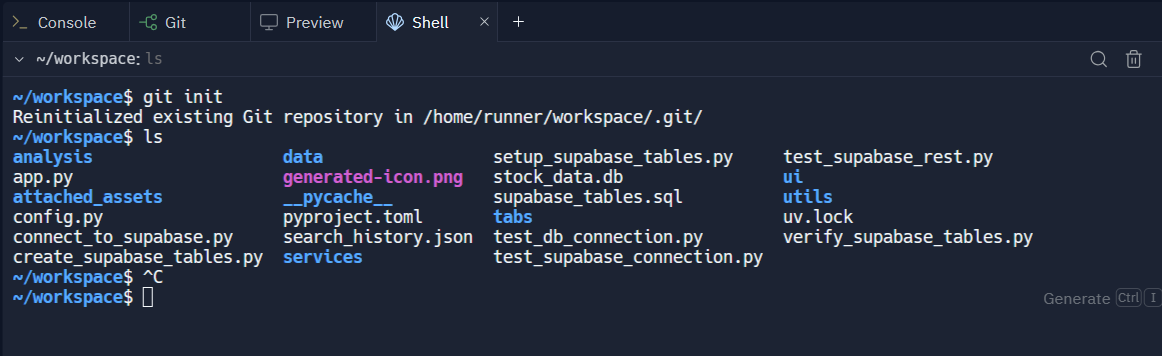 Console Git Preview Shell × +
~/workspace: ls
~/workspace$ git init
Reinitialized existing Git repository in /home/runner/workspace/.git/
~/workspace$ ls
analysis data setup_supabase_tables.py test_supabase_rest.py
app.py generated-icon.png stock_data.db ui
attached_assets __pycache__ supabase_tables.sql utils
config.py pyproject.toml tabs uv.lock
connect_to_supabase.py search_history.json test_db_connection.py verify_supabase_tables.py
create_supabase_tables.py services test_supabase_connection.py
~/workspace$ ^C
~/workspace$
Generate Ctrl I